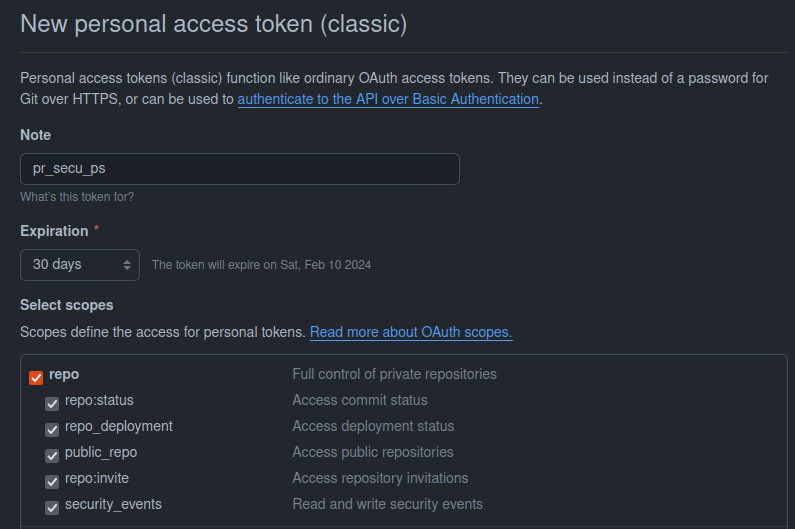 New personal access token (classic)
Personal access tokens (classic) function like ordinary OAuth access tokens. They can be used instead of a password for
Git over HTTPS, or can be used to authenticate to the API over Basic Authentication.
Note
pr_secu_ps
What's this token for?
Expiration *
30 days The token will expire on Sat, Feb 10 2024
Select scopes
Scopes define the access for personal tokens. Read more about OAuth scopes.
repo Full control of private repositories
repo:status Access commit status
repo_deployment Access deployment status
public_repo Access public repositories
repo:invite Access repository invitations
security_events Read and write security events